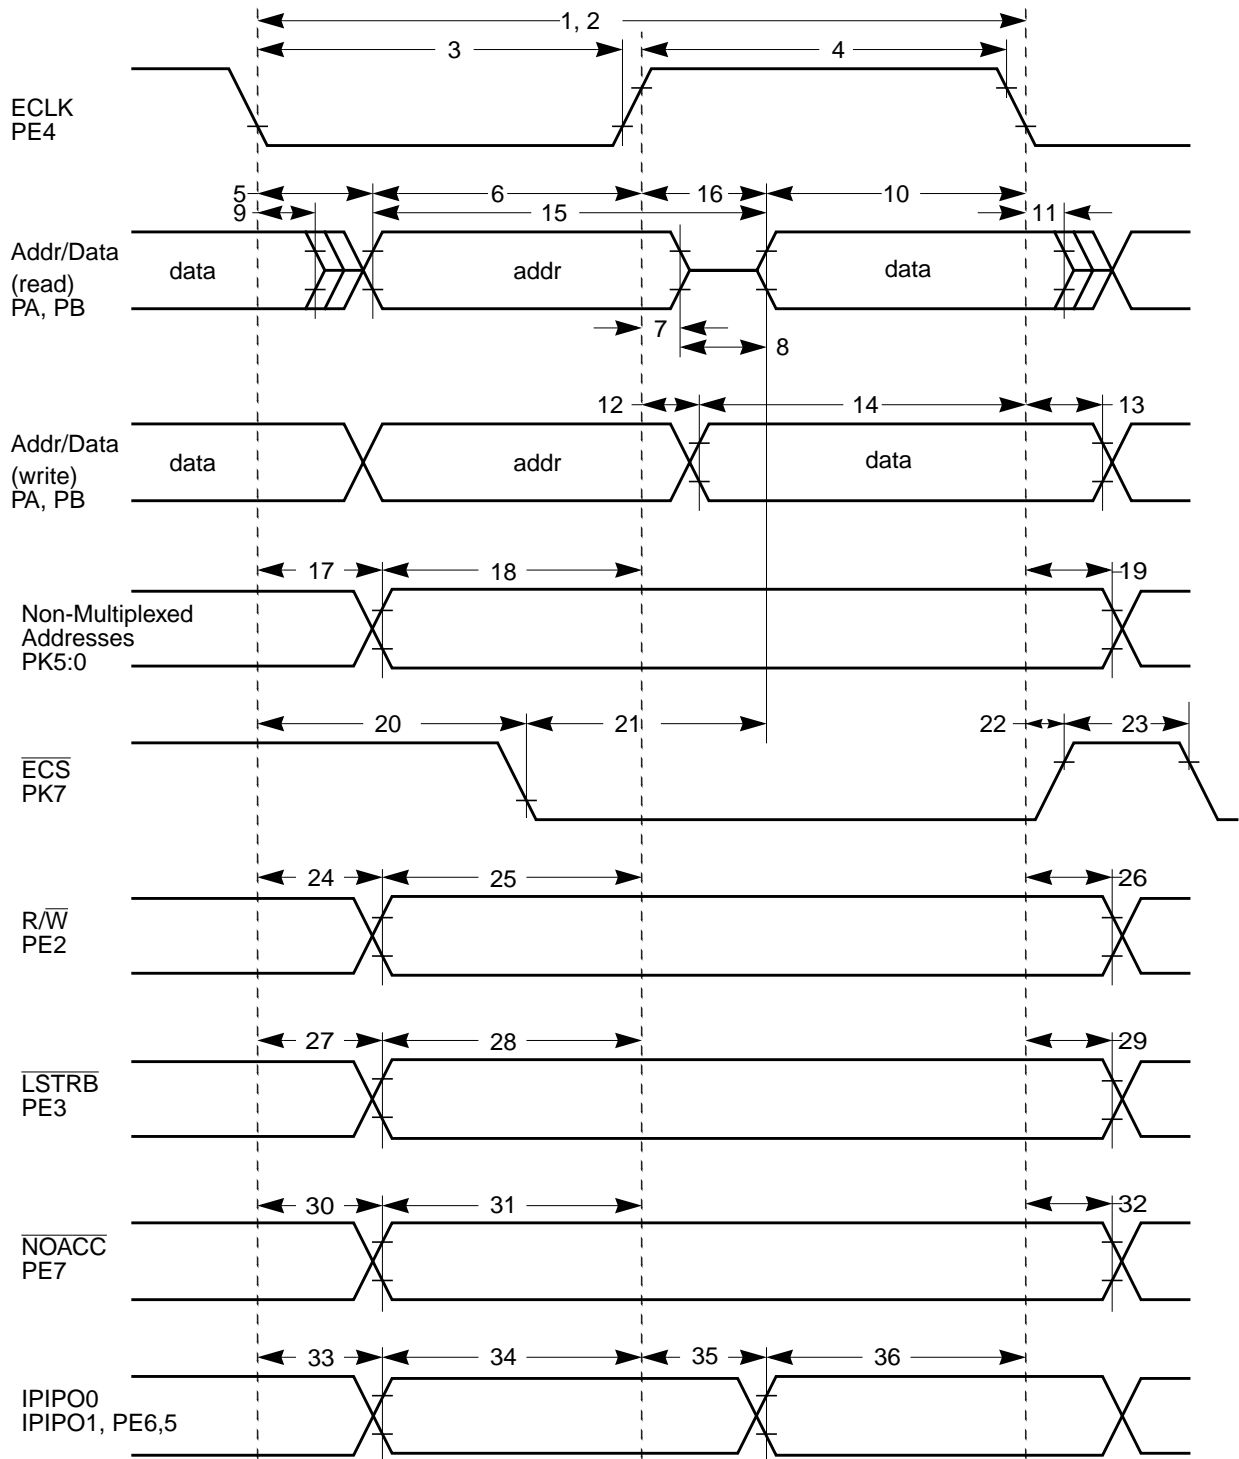 1, 2
3
4
ECLK
PE4
5
6
16
10
9
15
11
Addr/Data
(read)
PA, PB
data
addr
data
7
8
12
14
13
Addr/Data
(write)
PA, PB
data
addr
data
17
18
19
Non-Multiplexed
Addresses
PK5:0
20
21
22
23
ECS
PK7
24
25
26
R/W
PE2
27
28
29
LSTRB
PE3
30
31
32
NOACC
PE7
33
34
35
36
IPIPO0
IPIPO1, PE6,5